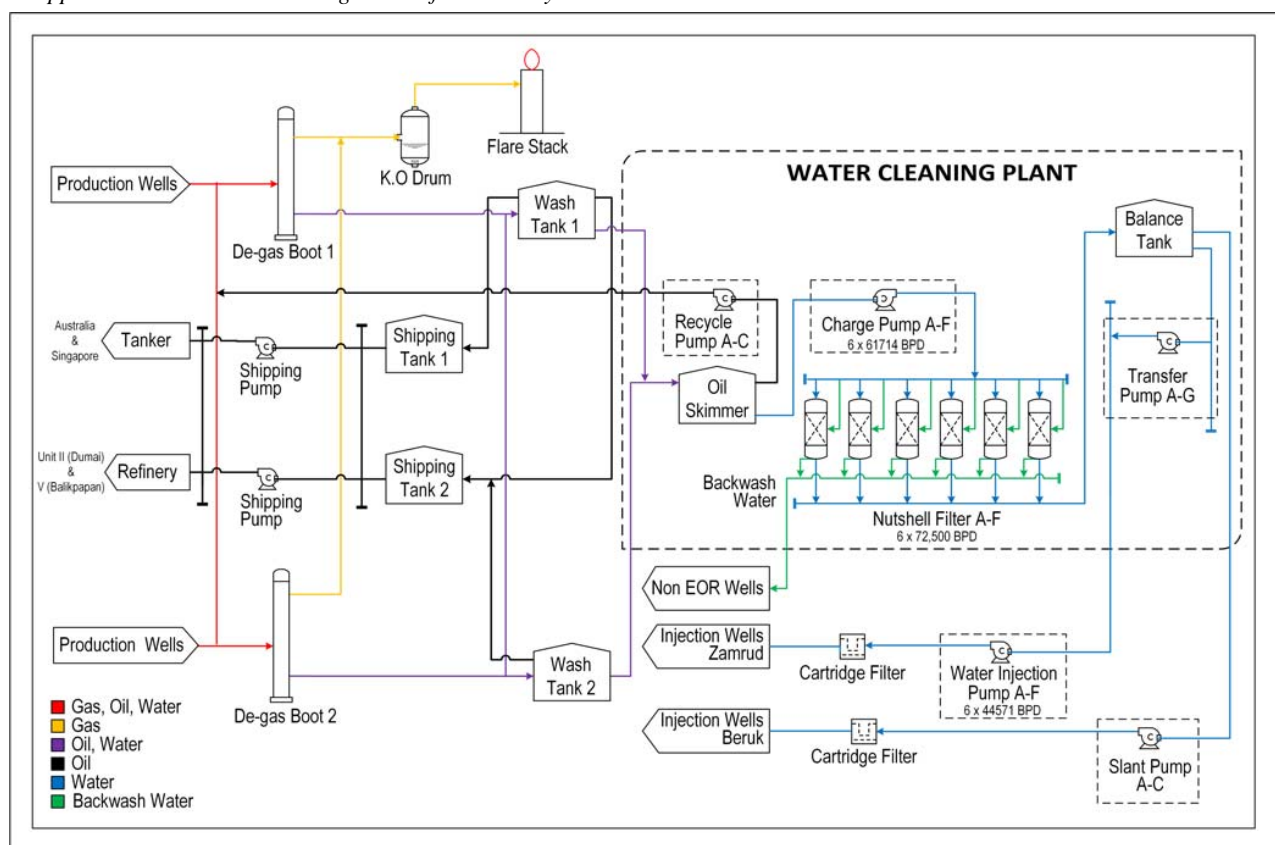 Production Wells
De-gas Boot 1
K.O Drum
Flare Stack
Wash
Tank 1
WATER CLEANING PLANT
Balance
Tank
Recycle
Pump A-C
Charge Pump A-F
6 x 61714 BPD
Transfer
Pump A-G
Australia
&
Singapore
Tanker
Shipping
Pump
Shipping
Tank 1
Oil
Skimmer
Unit II (Dumai)
&
V (Balikpapan)
Refinery
Shipping
Pump
Shipping
Tank 2
Backwash
Water
Nutshell Filter A-F
6 x 72,500 BPD
Non EOR Wells
Injection Wells
Zamrud
Cartridge Filter
Water Injection
Pump A-F
6 x 44571 BPD
Production Wells
De-gas Boot 2
Wash
Tank 2
Injection Wells
Beruk
Cartridge Filter
Slant Pump
A-C
Gas, Oil, Water
Gas
Oil, Water
Oil
Water
Backwash Water